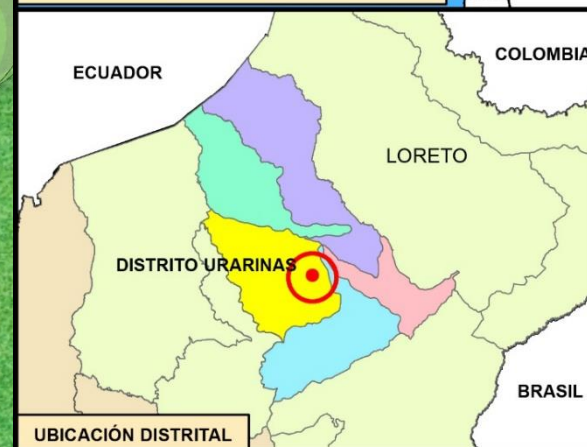 COLOMBIA
ECUADOR
LORETO
DISTRITO URARINAS
BRASIL
UBICACIÓN DISTRITAL